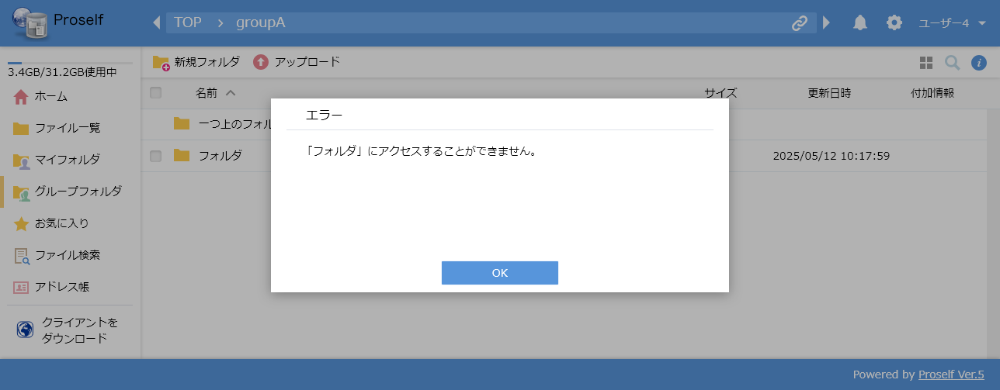 Proself
TOP > groupA
ユーザー4
3.4GB/31.2GB使用中
新規フォルダ アップロード
ホーム
ファイル一覧
マイフォルダ
グループフォルダ
お気に入り
ファイル検索
アドレス帳
クライアントを
ダウンロード
名前 サイズ 更新日時 付加情報
一つ上のフォル
フォルダ 2025/05/12 10:17:59
エラー
「フォルダ」にアクセスすることができません。
OK
Powered by Proself Ver.5